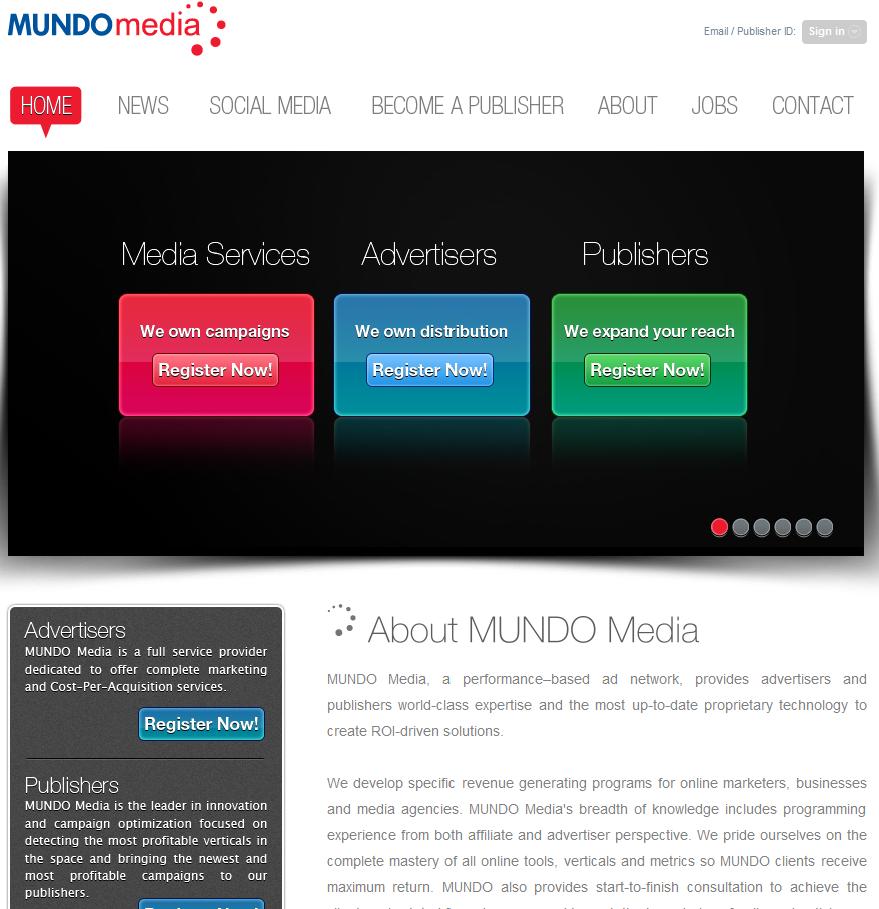 MUNDOmedia
Email / Publisher ID: Sign in
HOME NEWS SOCIAL MEDIA BECOME A PUBLISHER ABOUT JOBS CONTACT
Media Services Advertisers Publishers
We own campaigns We own distribution We expand your reach
Register Now! Register Now! Register Now!
Advertisers
MUNDO Media is a full service provider
dedicated to offer complete marketing
and Cost-Per-Acquisition services.
Register Now!
Publishers
MUNDO Media is the leader in innovation
and campaign optimization focused on
detecting the most profitable verticals in
the space and bringing the newest and
most profitable campaigns to our
publishers.
About MUNDO Media
MUNDO Media, a performance–based ad network, provides advertisers and
publishers world-class expertise and the most up-to-date proprietary technology to
create ROI-driven solutions.
We develop specific revenue generating programs for online marketers, businesses
and media agencies. MUNDO Media's breadth of knowledge includes programming
experience from both affiliate and advertiser perspective. We pride ourselves on the
complete mastery of all online tools, verticals and metrics so MUNDO clients receive
maximum return. MUNDO also provides start-to-finish consultation to achieve the